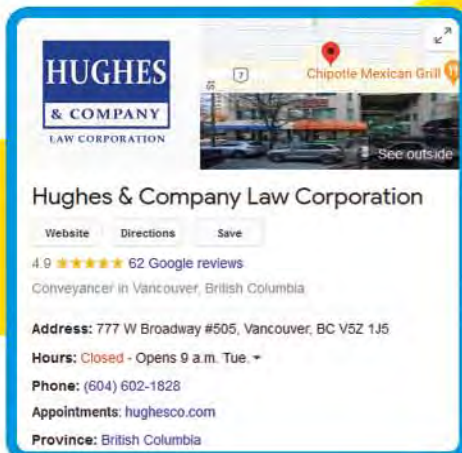 HUGHES
& COMPANY
LAW CORPORATION
St
7
Chipotle Mexican Grill
See outside
Hughes & Company Law Corporation
Website Directions Save
4.9 ★★★★★ 62 Google reviews
Conveyancer in Vancouver, British Columbia
Address: 777 W Broadway #505, Vancouver, BC V5Z 1J5
Hours: Closed - Opens 9 a.m. Tue.
Phone: (604) 602-1828
Appointments: hughesco.com
Province: British Columbia